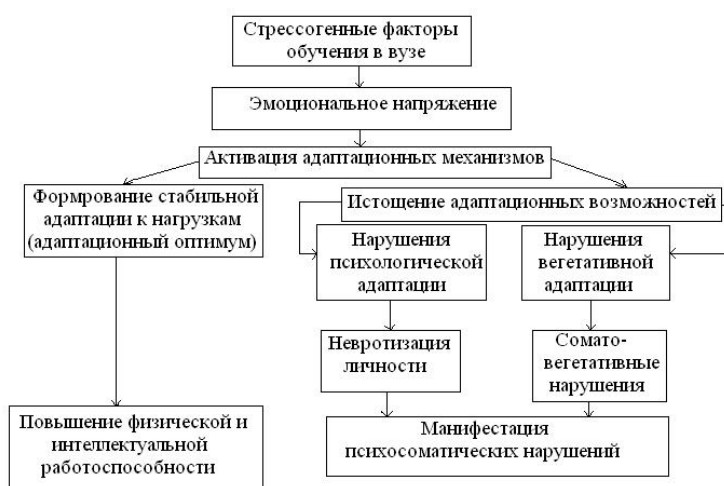 Стрессогенные факторы
обучения в вузе
Эмоциональное напряжение
Активация адаптационных механизмов
Формрование стабильной
адаптации к нагрузкам
(адаптационный оптимум)
Истощение адаптационных возможностей
Нарушения
психологической
адаптации
Нарушения
вегетативной
адаптации
Невротизация
личности
Сомато-
вегетативные
нарушения
Повышение физической и
интеллектуальной
работоспособности
Манифестация
психосоматических нарушений